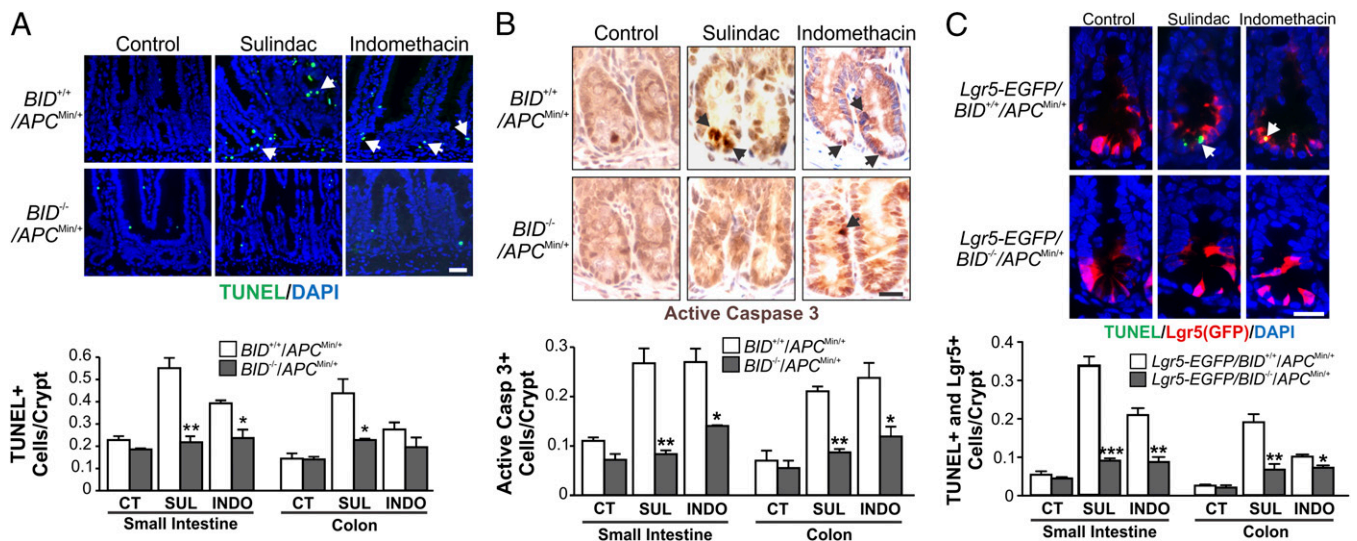 A
Control Sulindac Indomethacin
BID+/+
/APCMin/+
BID-/-
/APCMin/+
TUNEL/DAPI
TUNEL+
Cells/Crypt
0.6
0.5
0.4
0.3
0.2
0.1
0
BID+/+/APCMin/+
BID-/-/APCMin/+
** * *
CT SUL INDO CT SUL INDO
Small Intestine Colon
B
Control Sulindac Indomethacin
BID+/+
/APCMin/+
BID-/-
/APCMin/+
Active Caspase 3
Active Casp 3+
Cells/Crypt
0.3
0.2
0.1
0
BID+/+/APCMin/+
BID-/-/APCMin/+
** * ** *
CT SUL INDO CT SUL INDO
Small Intestine Colon
C
Control Sulindac Indomethacin
Lgr5-EGFP/
BID+/+/APCMin/+
Lgr5-EGFP/
BID-/-/APCMin/+
TUNEL/Lgr5(GFP)/DAPI
TUNEL+ and Lgr5+
Cells/Crypt
0.4
0.3
0.2
0.1
0
Lgr5-EGFP/BID+/+/APCMin/+
Lgr5-EGFP/BID-/-/APCMin/+
*** ** ** *
CT SUL INDO CT SUL INDO
Small Intestine Colon